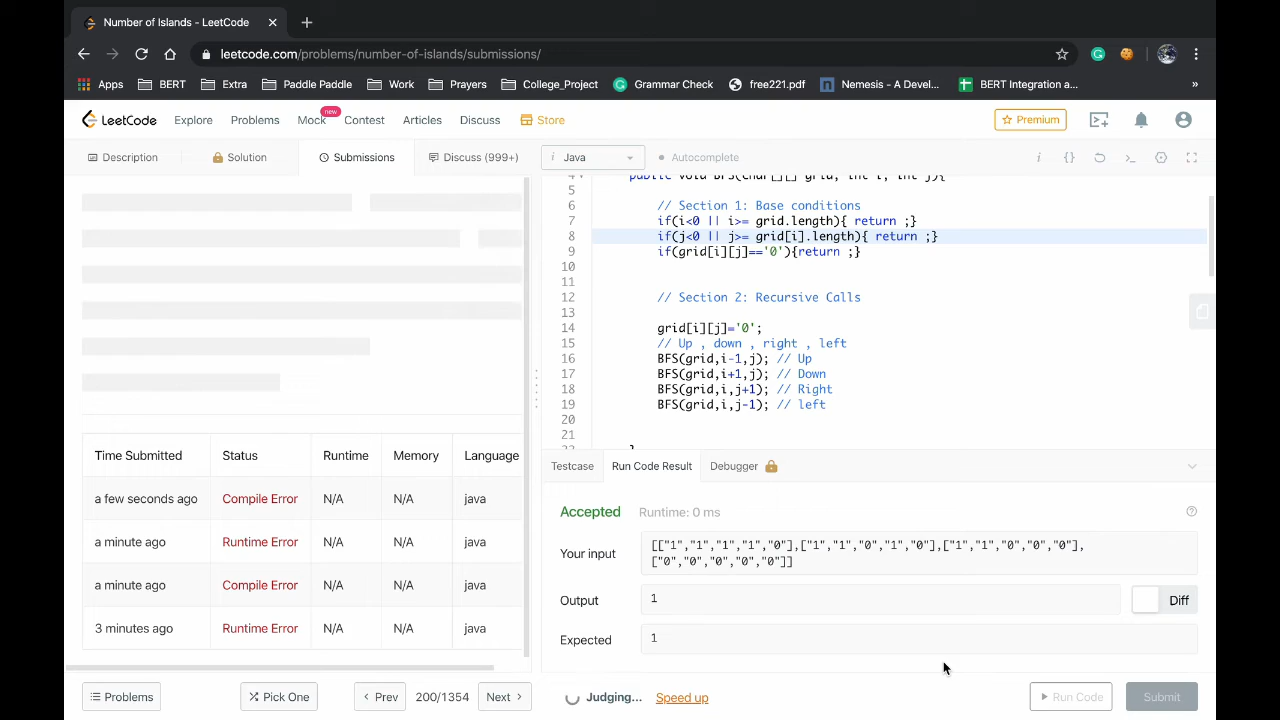 Number of Islands - LeetCode
leetcode.com/problems/number-of-islands/submissions/
Apps BERT Extra Paddle Paddle Work Prayers College_Project Grammar Check free221.pdf Nemesis - A Devel... BERT Integration a... »
LeetCode Explore Problems Mock new Contest Articles Discuss Store Premium
Description Solution Submissions Discuss (999+) i Java Autocomplete
4 public void BFS(char[][] grid, int i, int j){
5
6 // Section 1: Base conditions
7 if(i<0 || i>= grid.length){ return ;}
8 if(j<0 || j>= grid[i].length){ return ;}
9 if(grid[i][j]=='0'){return ;}
10
11
12 // Section 2: Recursive Calls
13
14 grid[i][j]='0';
15 // Up , down , right , left
16 BFS(grid,i-1,j); // Up
17 BFS(grid,i+1,j); // Down
18 BFS(grid,i,j+1); // Right
19 BFS(grid,i,j-1); // left
20
21
Time Submitted Status Runtime Memory Language
a few seconds ago Compile Error N/A N/A java
a minute ago Runtime Error N/A N/A java
a minute ago Compile Error N/A N/A java
3 minutes ago Runtime Error N/A N/A java
Testcase Run Code Result Debugger
Accepted Runtime: 0 ms
Your input [["1","1","1","1","0"],["1","1","0","1","0"],["1","1","0","0","0"],
["0","0","0","0","0"]]
Output 1 Diff
Expected 1
Problems Pick One Prev 200/1354 Next Judging... Speed up Run Code Submit